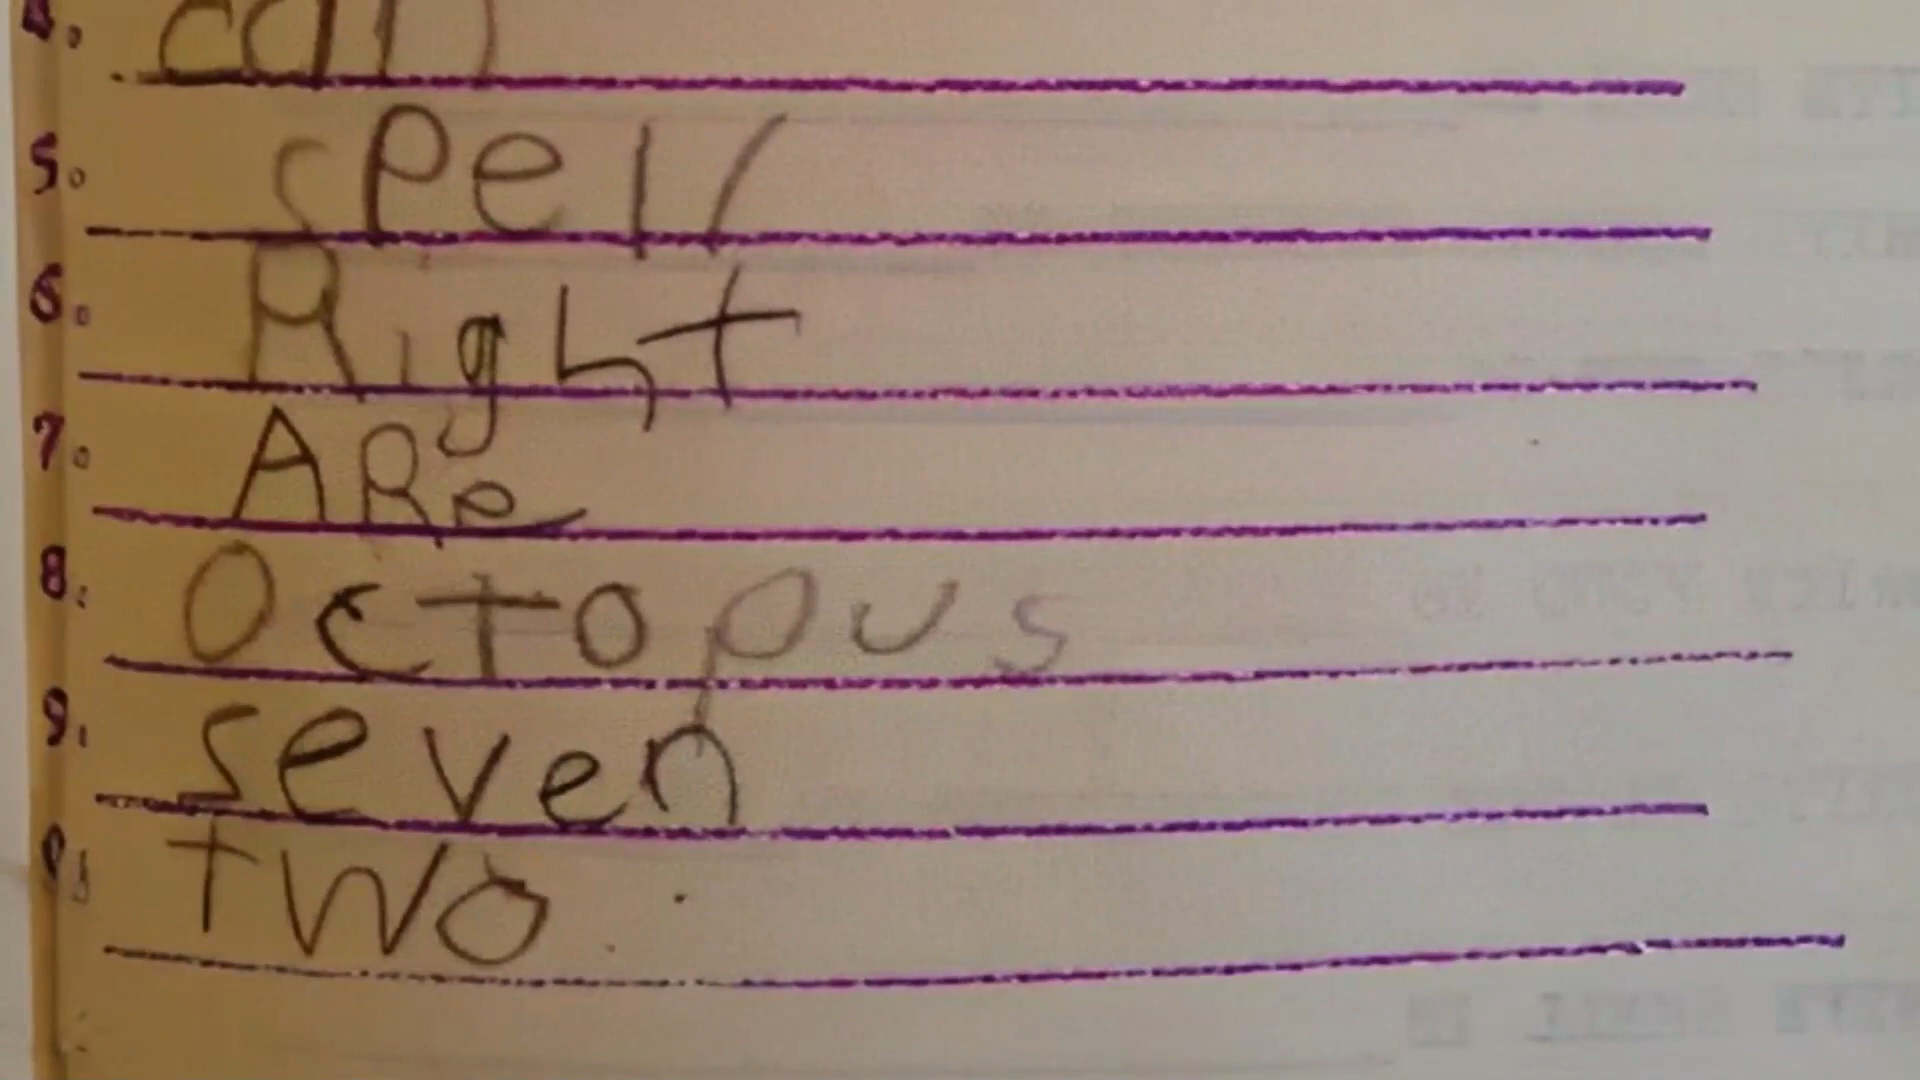 4. can
5. spell
6. Right
7. ARe
8. Octopus
9. seven
two